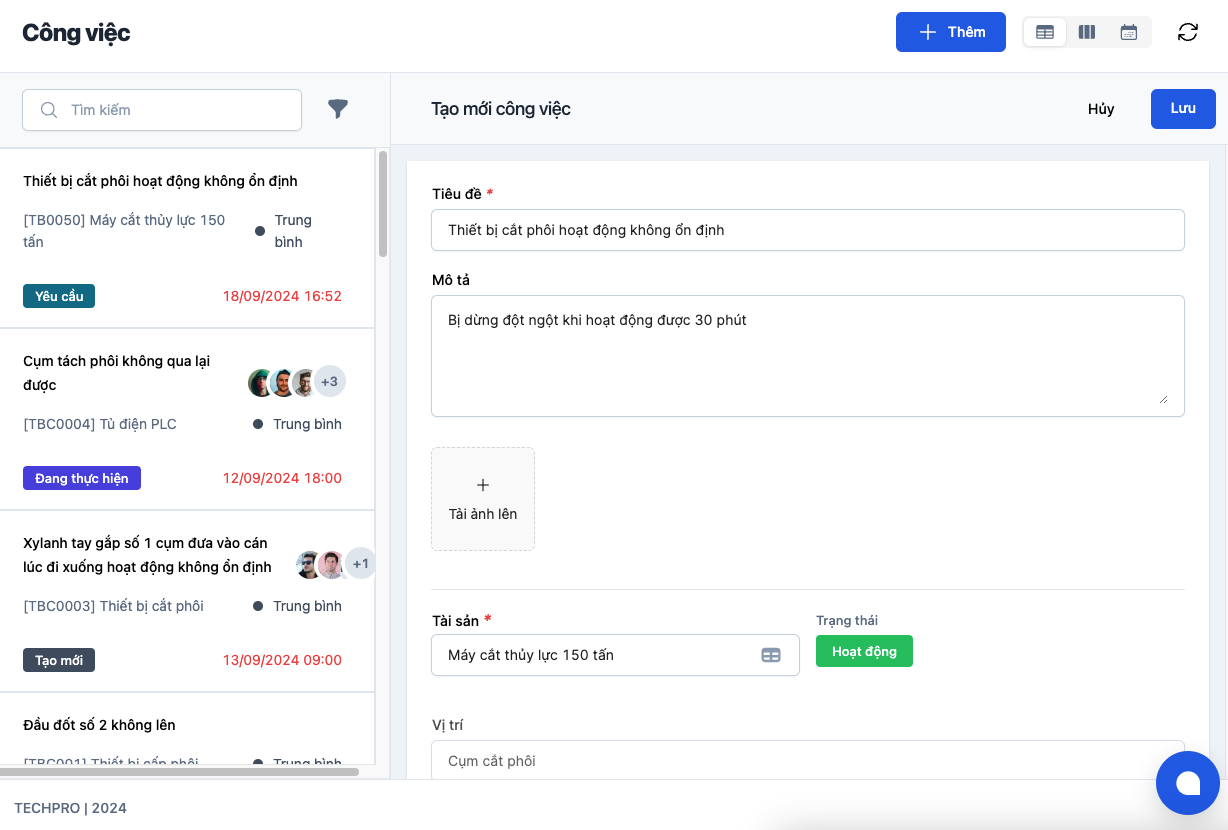 Công việc
Thêm
Tìm kiếm
Thiết bị cắt phôi hoạt động không ổn định
[TB0050] Máy cắt thủy lực 150
tấn
Trung
bình
Yêu cầu
18/09/2024 16:52
Cụm tách phôi không qua lại
được
+3
[TBC0004] Tủ điện PLC
Trung bình
Đang thực hiện
12/09/2024 18:00
Xylanh tay gắp số 1 cụm đưa vào cán
lúc đi xuống hoạt động không ổn định
+1
[TBC0003] Thiết bị cắt phôi
Trung bình
Tạo mới
13/09/2024 09:00
Đầu đốt số 2 không lên
[TBC001] Thiết bị cấp phôi
Trung bình
Tạo mới công việc
Hủy
Lưu
Tiêu đề *
Thiết bị cắt phôi hoạt động không ổn định
Mô tả
Bị dừng đột ngột khi hoạt động được 30 phút
+
Tải ảnh lên
Tài sản *
Máy cắt thủy lực 150 tấn
Trạng thái
Hoạt động
Vị trí
Cụm cắt phôi
TECHPRO | 2024